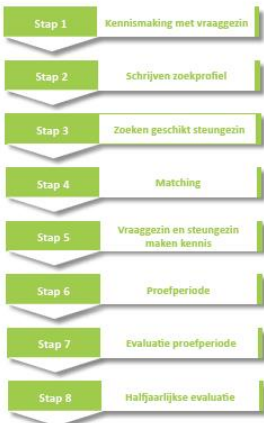 Stap 1
Kennismaking met vraaggezin
Stap 2
Schrijven zoekprofiel
Stap 3
Zoeken geschikt steungezin
Stap 4
Matching
Stap 5
Vraaggezin en steungezin
maken kennis
Stap 6
Proefperiode
Stap 7
Evaluatie proefperiode
Stap 8
Halfjaarlijkse evaluatie